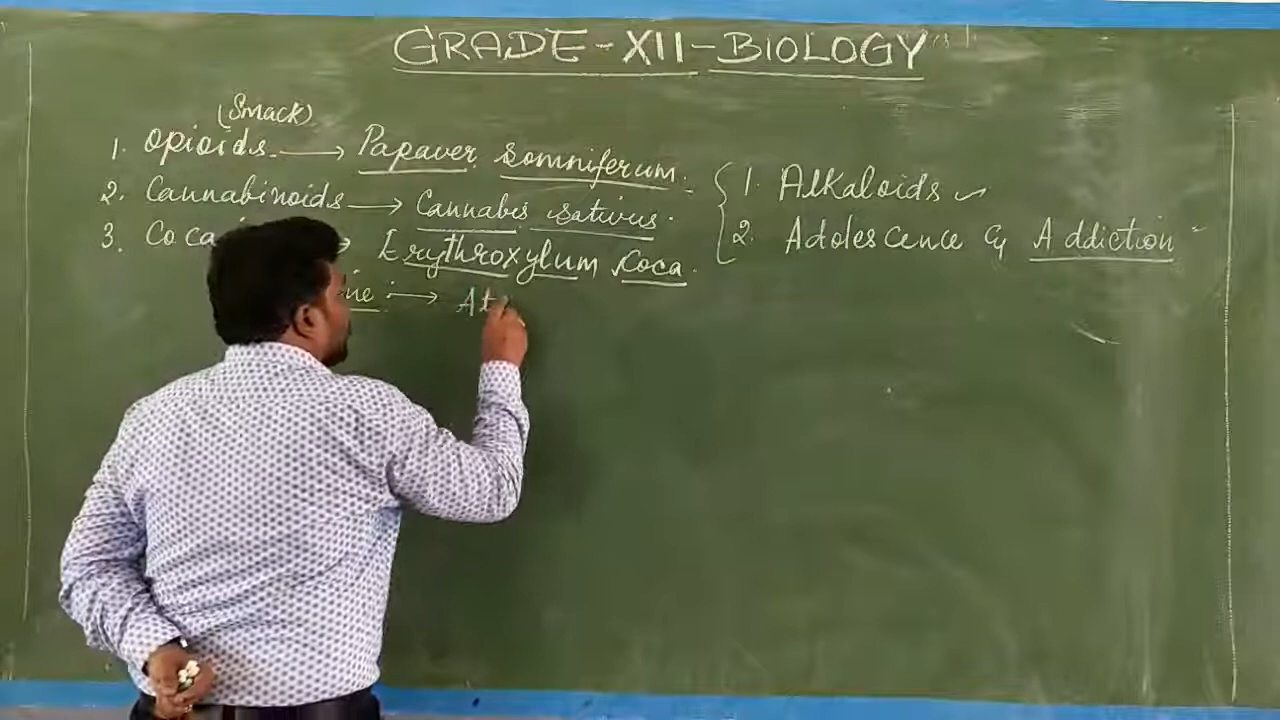 GRADE-XII-BIOLOGY
(Smack)
1. Opioids. → Papaver Somniferum.
2. Cannabinoids → Cannabis sativus.
3. Coca → Erythroxylum Coca.
ne :→ At
1. Alkaloids
2. Adolescence & Addiction